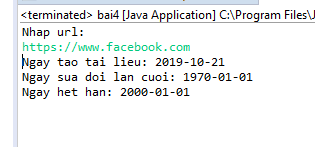 <terminated> bai4 [Java Application] C:\Program Files\J
Nhap url:
https://www.facebook.com
Ngay tao tai lieu: 2019-10-21
Ngay sua doi lan cuoi: 1970-01-01
Ngay het han: 2000-01-01